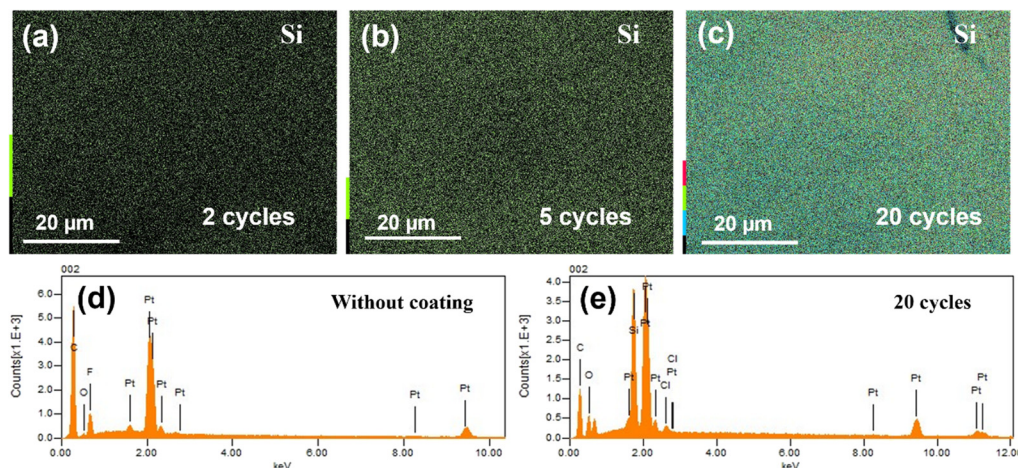 (a)
Si
20 µm
2 cycles
(b)
Si
20 µm
5 cycles
(c)
Si
20 µm
20 cycles
002
(d)
Without coating
Counts[x1.E+3]
6.0
5.0
4.0
3.0
2.0
1.0
0.0
C
O
F
Pt
Pt
Pt
Pt
Pt
Pt
Pt
0.00
2.00
4.00
6.00
8.00
10.00
keV
002
(e)
20 cycles
Counts[x1.E+3]
4.0
3.5
3.0
2.5
2.0
1.5
1.0
0.5
0.0
C
O
Pt
Si
Pt
Pt
Pt
Cl
Cl
Pt
Pt
Pt
Pt
Pt
0.00
2.00
4.00
6.00
8.00
10.00
12.00
keV